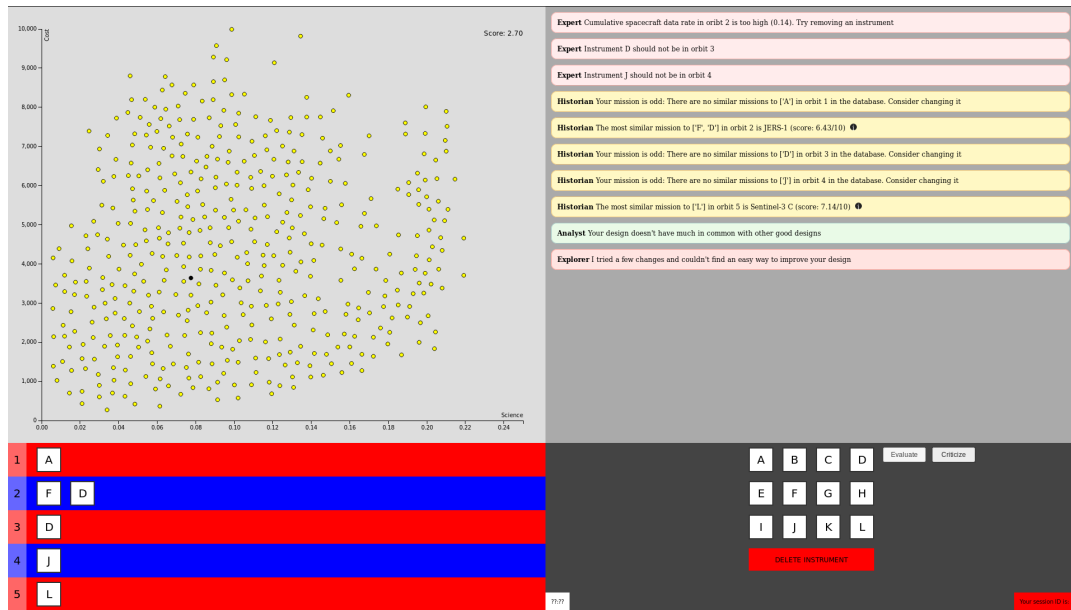 10,000
Cost
Score: 2.70
9,000
8,000
7,000
6,000
5,000
4,000
3,000
2,000
1,000
0
Science
0.00 0.02 0.04 0.06 0.08 0.10 0.12 0.14 0.16 0.18 0.20 0.22 0.24
Expert Cumulative spacecraft data rate in oribt 2 is too high (0.14). Try removing an instrument
Expert Instrument D should not be in orbit 3
Expert Instrument J should not be in orbit 4
Historian Your mission is odd: There are no similar missions to ['A'] in orbit 1 in the database. Consider changing it
Historian The most similar mission to ['F', 'D'] in orbit 2 is JERS-1 (score: 6.43/10)
Historian Your mission is odd: There are no similar missions to ['D'] in orbit 3 in the database. Consider changing it
Historian Your mission is odd: There are no similar missions to ['J'] in orbit 4 in the database. Consider changing it
Historian The most similar mission to ['L'] in orbit 5 is Sentinel-3 C (score: 7.14/10)
Analyst Your design doesn't have much in common with other good designs
Explorer I tried a few changes and couldn't find an easy way to improve your design
1 A
2 F D
3 D
4 J
5 L
A B C D Evaluate Criticize
E F G H
I J K L
DELETE INSTRUMENT
??:??
Your session ID is